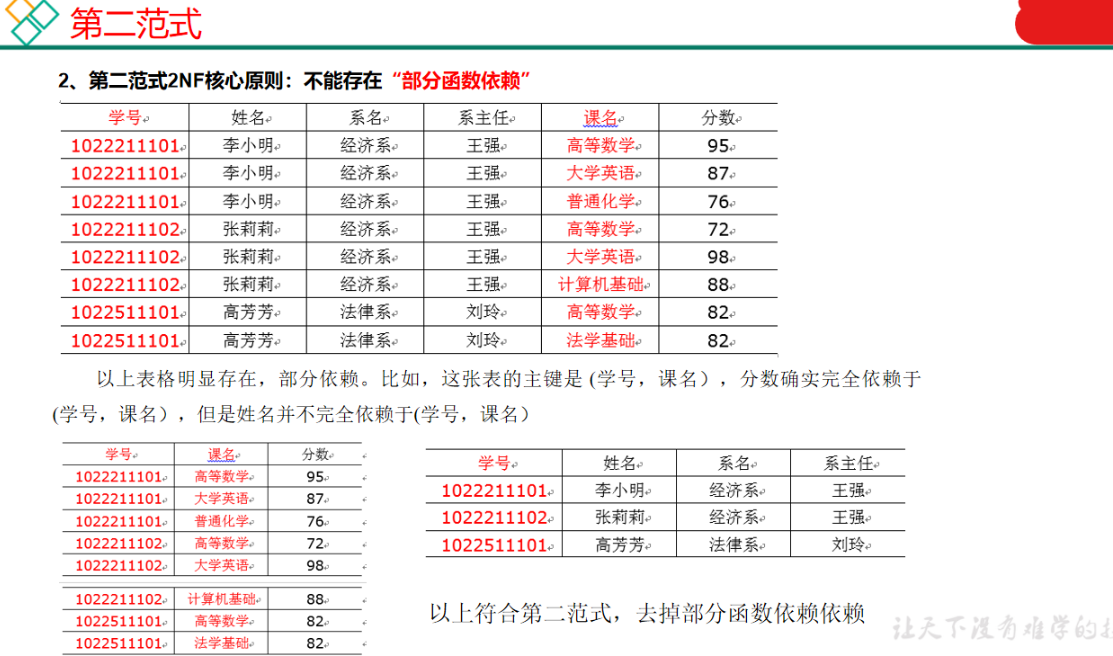 第二范式
2、第二范式2NF核心原则：不能存在“部分函数依赖”
学号 姓名 系名 系主任 课名 分数
1022211101 李小明 经济系 王强 高等数学 95
1022211101 李小明 经济系 王强 大学英语 87
1022211101 李小明 经济系 王强 普通化学 76
1022211102 张莉莉 经济系 王强 高等数学 72
1022211102 张莉莉 经济系 王强 大学英语 98
1022211102 张莉莉 经济系 王强 计算机基础 88
1022511101 高芳芳 法律系 刘玲 高等数学 82
1022511101 高芳芳 法律系 刘玲 法学基础 82
以上表格明显存在，部分依赖。比如，这张表的主键是 (学号，课名），分数确实完全依赖于
(学号，课名），但是姓名并不完全依赖于(学号，课名）
学号 课名 分数
1022211101 高等数学 95
1022211101 大学英语 87
1022211101 普通化学 76
1022211102 高等数学 72
1022211102 大学英语 98
1022211102 计算机基础 88
1022511101 高等数学 82
1022511101 法学基础 82
学号 姓名 系名 系主任
1022211101 李小明 经济系 王强
1022211102 张莉莉 经济系 王强
1022511101 高芳芳 法律系 刘玲
以上符合第二范式，去掉部分函数依赖依赖
让天下没有难学的技